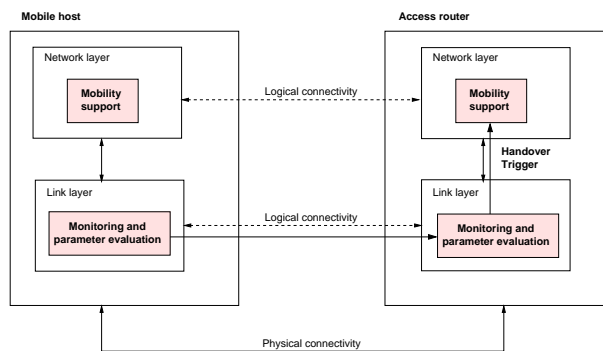 Mobile host
Access router
Network layer
Network layer
Mobility
support
Logical connectivity
Mobility
support
Handover
Trigger
Link layer
Link layer
Logical connectivity
Monitoring and
parameter evaluation
Monitoring and
parameter evaluation
Physical connectivity